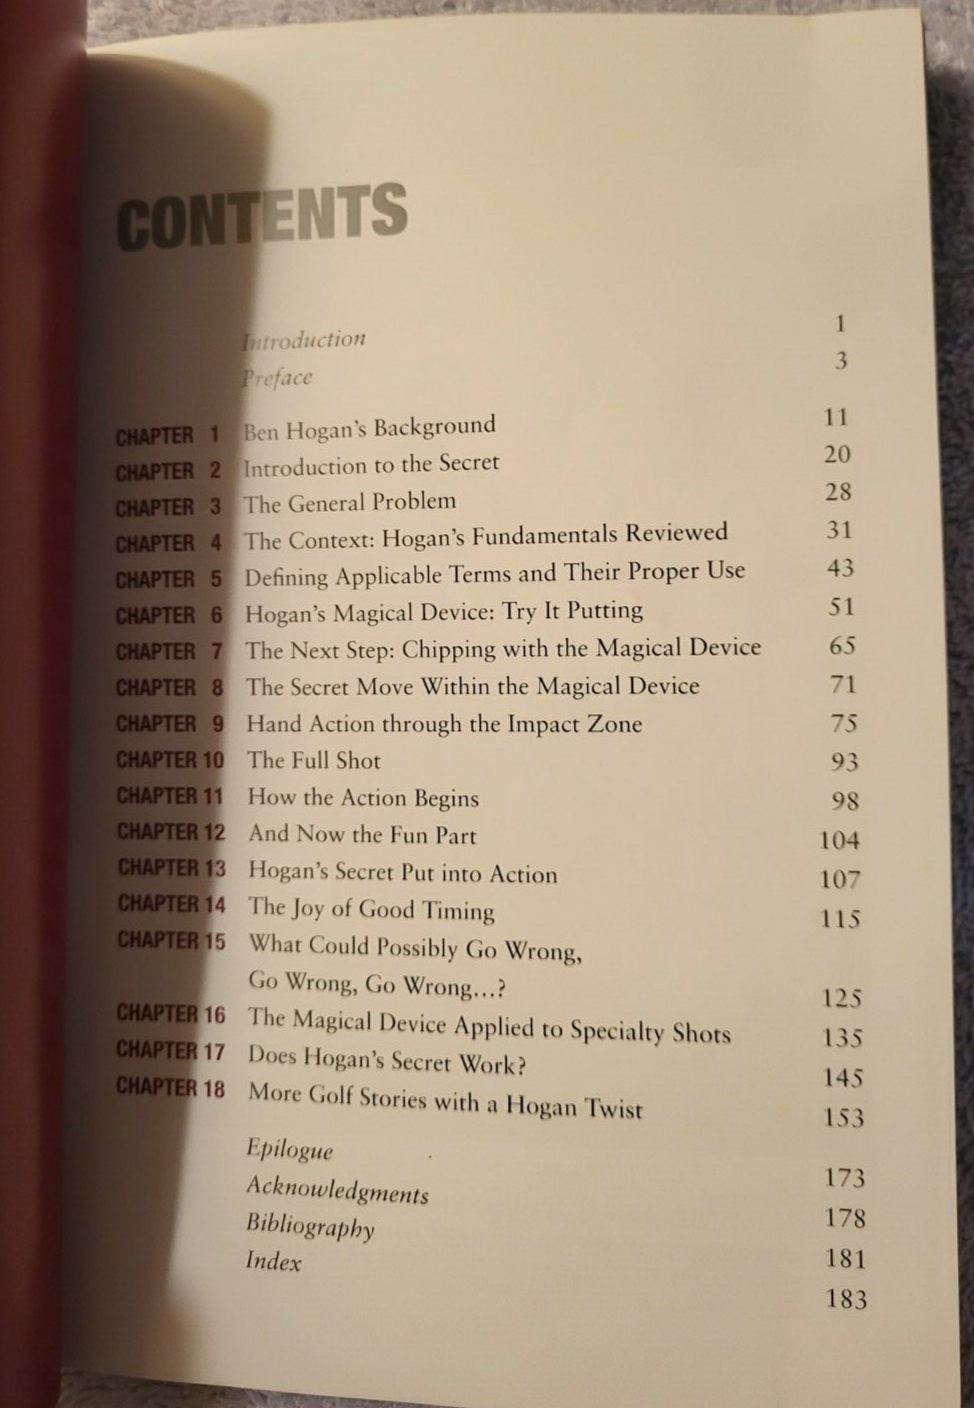 CONTENTS
Introduction 1
Preface 3
CHAPTER 1 Ben Hogan's Background 11
CHAPTER 2 Introduction to the Secret 20
CHAPTER 3 The General Problem 28
CHAPTER 4 The Context: Hogan's Fundamentals Reviewed 31
CHAPTER 5 Defining Applicable Terms and Their Proper Use 43
CHAPTER 6 Hogan's Magical Device: Try It Putting 51
CHAPTER 7 The Next Step: Chipping with the Magical Device 65
CHAPTER 8 The Secret Move Within the Magical Device 71
CHAPTER 9 Hand Action through the Impact Zone 75
CHAPTER 10 The Full Shot 93
CHAPTER 11 How the Action Begins 98
CHAPTER 12 And Now the Fun Part 104
CHAPTER 13 Hogan's Secret Put into Action 107
CHAPTER 14 The Joy of Good Timing 115
CHAPTER 15 What Could Possibly Go Wrong,
Go Wrong, Go Wrong...? 125
CHAPTER 16 The Magical Device Applied to Specialty Shots 135
CHAPTER 17 Does Hogan's Secret Work? 145
CHAPTER 18 More Golf Stories with a Hogan Twist 153
Epilogue 173
Acknowledgments 178
Bibliography 181
Index 183